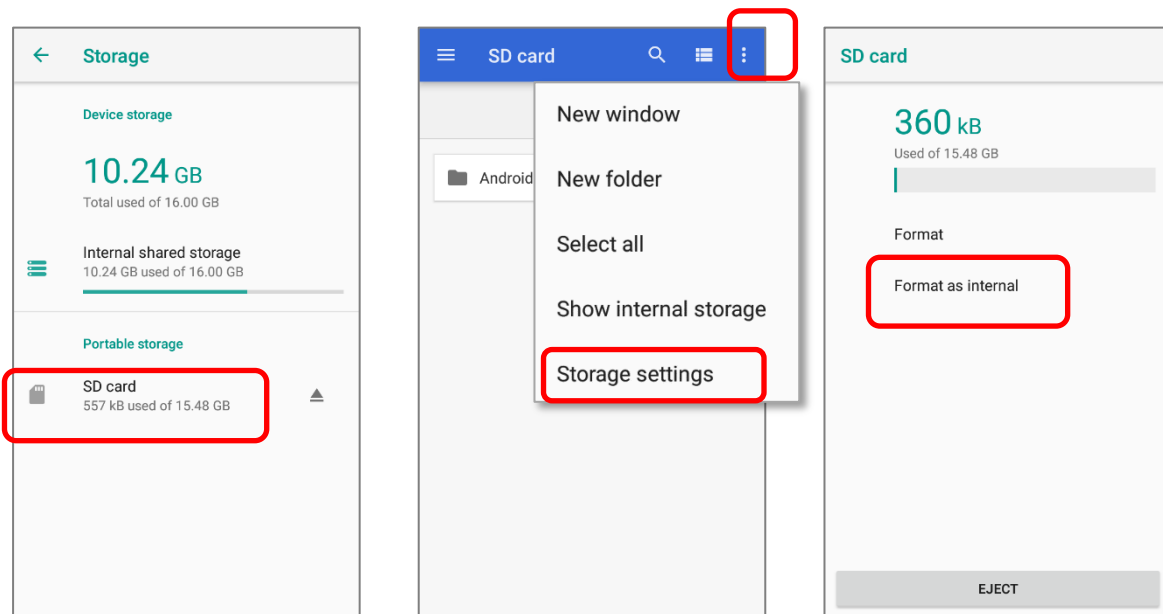 Storage
Device storage
10.24 GB
Total used of 16.00 GB
Internal shared storage
10.24 GB used of 16.00 GB
Portable storage
SD card
557 kB used of 15.48 GB
SD card
Android
New window
New folder
Select all
Show internal storage
Storage settings
SD card
360 kB
Used of 15.48 GB
Format
Format as internal
EJECT